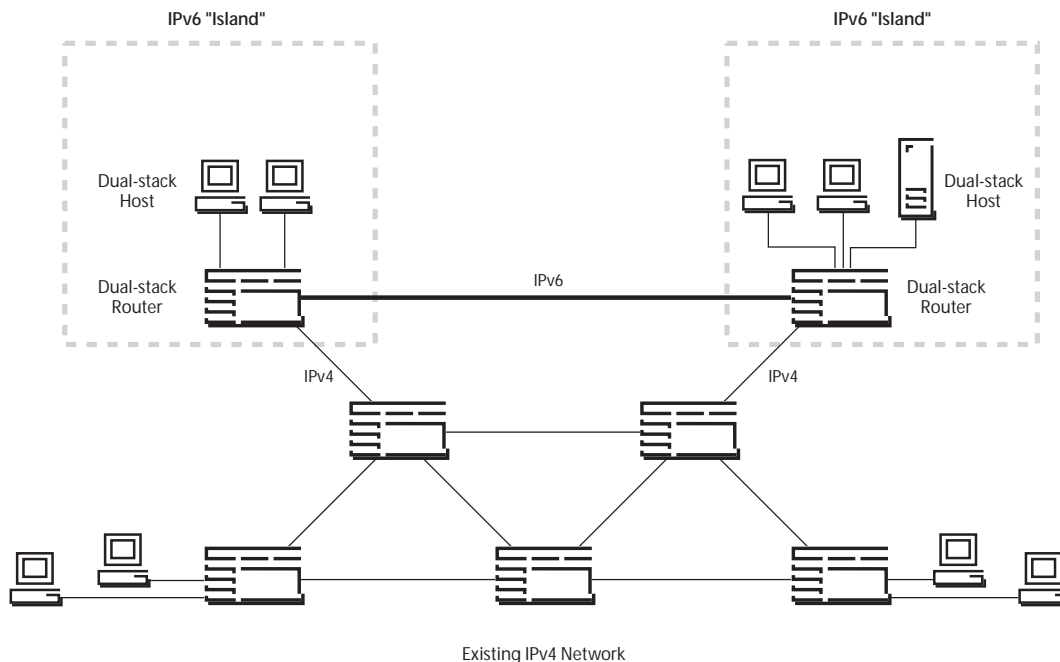 IPv6 "Island"
IPv6 "Island"
Dual-stack
Host
Dual-stack
Host
Dual-stack
Router
IPv6
Dual-stack
Router
IPv4
IPv4
Existing IPv4 Network